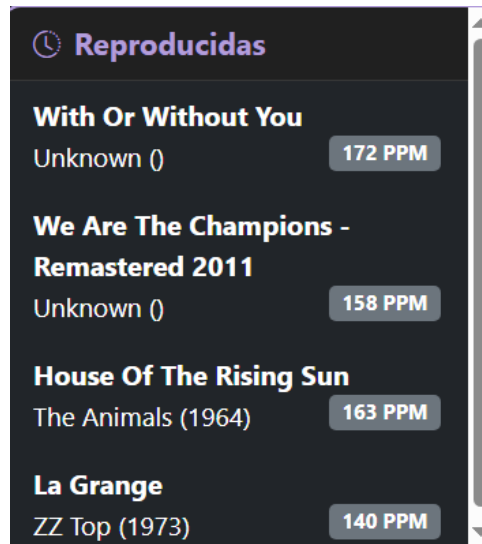 Reproducidas
With Or Without You
Unknown ()
172 PPM
We Are The Champions -
Remastered 2011
Unknown ()
158 PPM
House Of The Rising Sun
The Animals (1964)
163 PPM
La Grange
ZZ Top (1973)
140 PPM